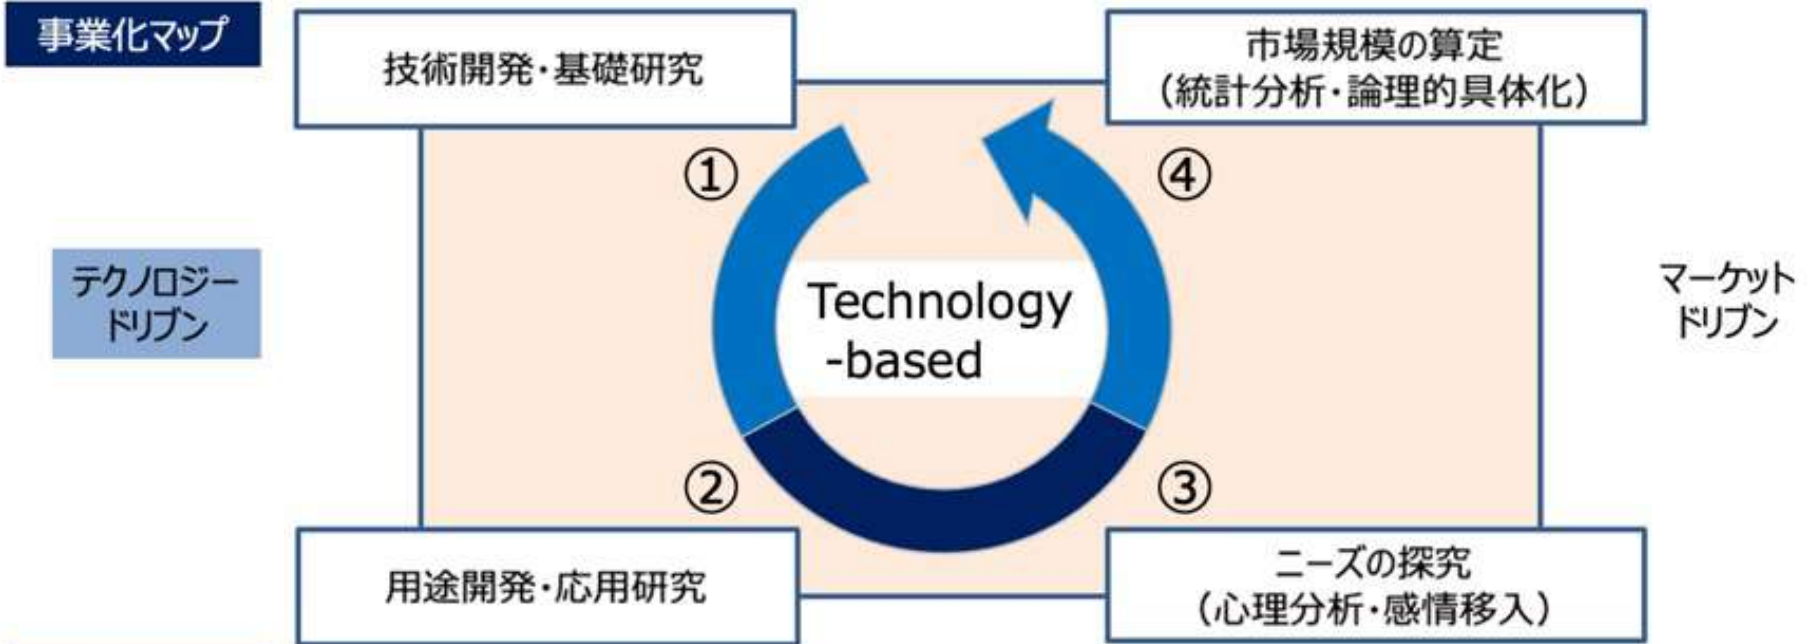 事業化マップ
技術開発・基礎研究
市場規模の算定
（統計分析・論理的具体化）
①
④
テクノロジー
ドリブン
Technology
-based
マーケット
ドリブン
②
③
用途開発・応用研究
ニーズの探究
（心理分析・感情移入）